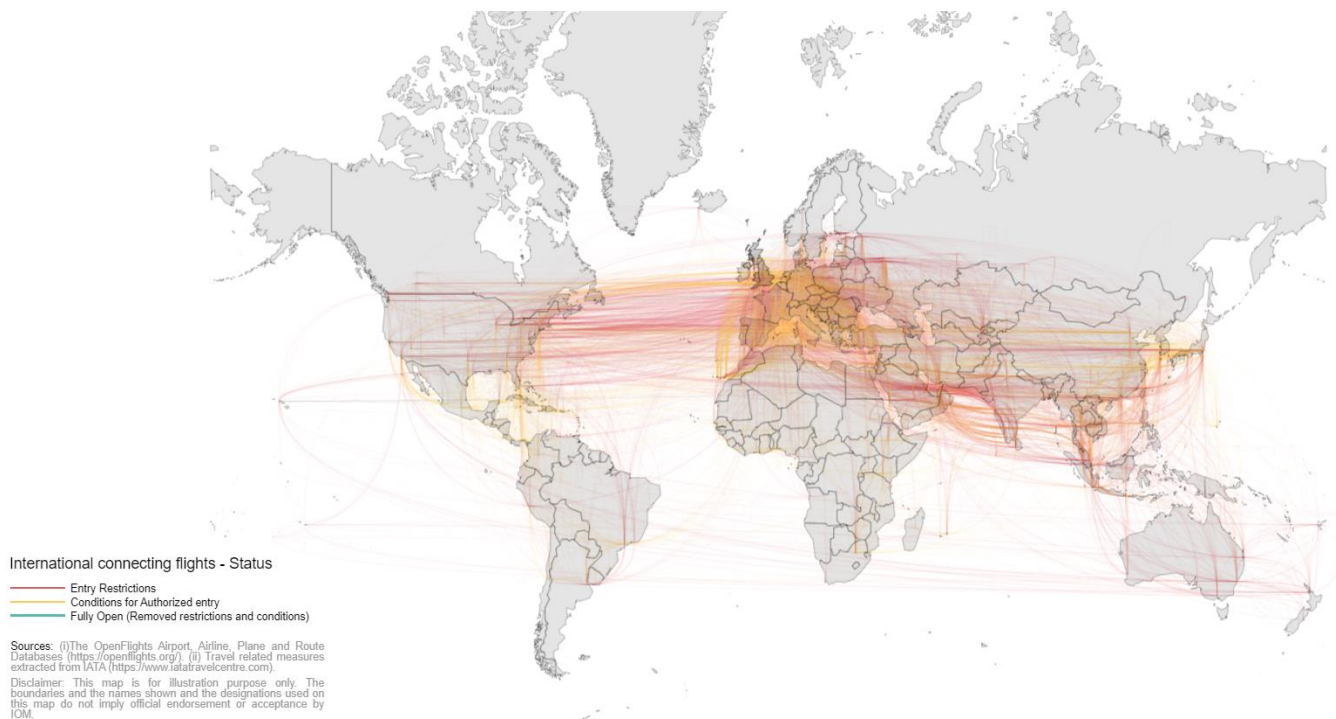 International connecting flights - Status
Entry Restrictions
Conditions for Authorized entry
Fully Open (Removed restrictions and conditions)
Sources: (i)The OpenFlights Airport, Airline, Plane and Route
Databases (https://openflights.org/). (ii) Travel related measures
extracted from IATA (https://www.iatatravelcentre.com).
Disclaimer: This map is for illustration purpose only. The
boundaries and the names shown and the designations used on
this map do not imply official endorsement or acceptance by
IOM.